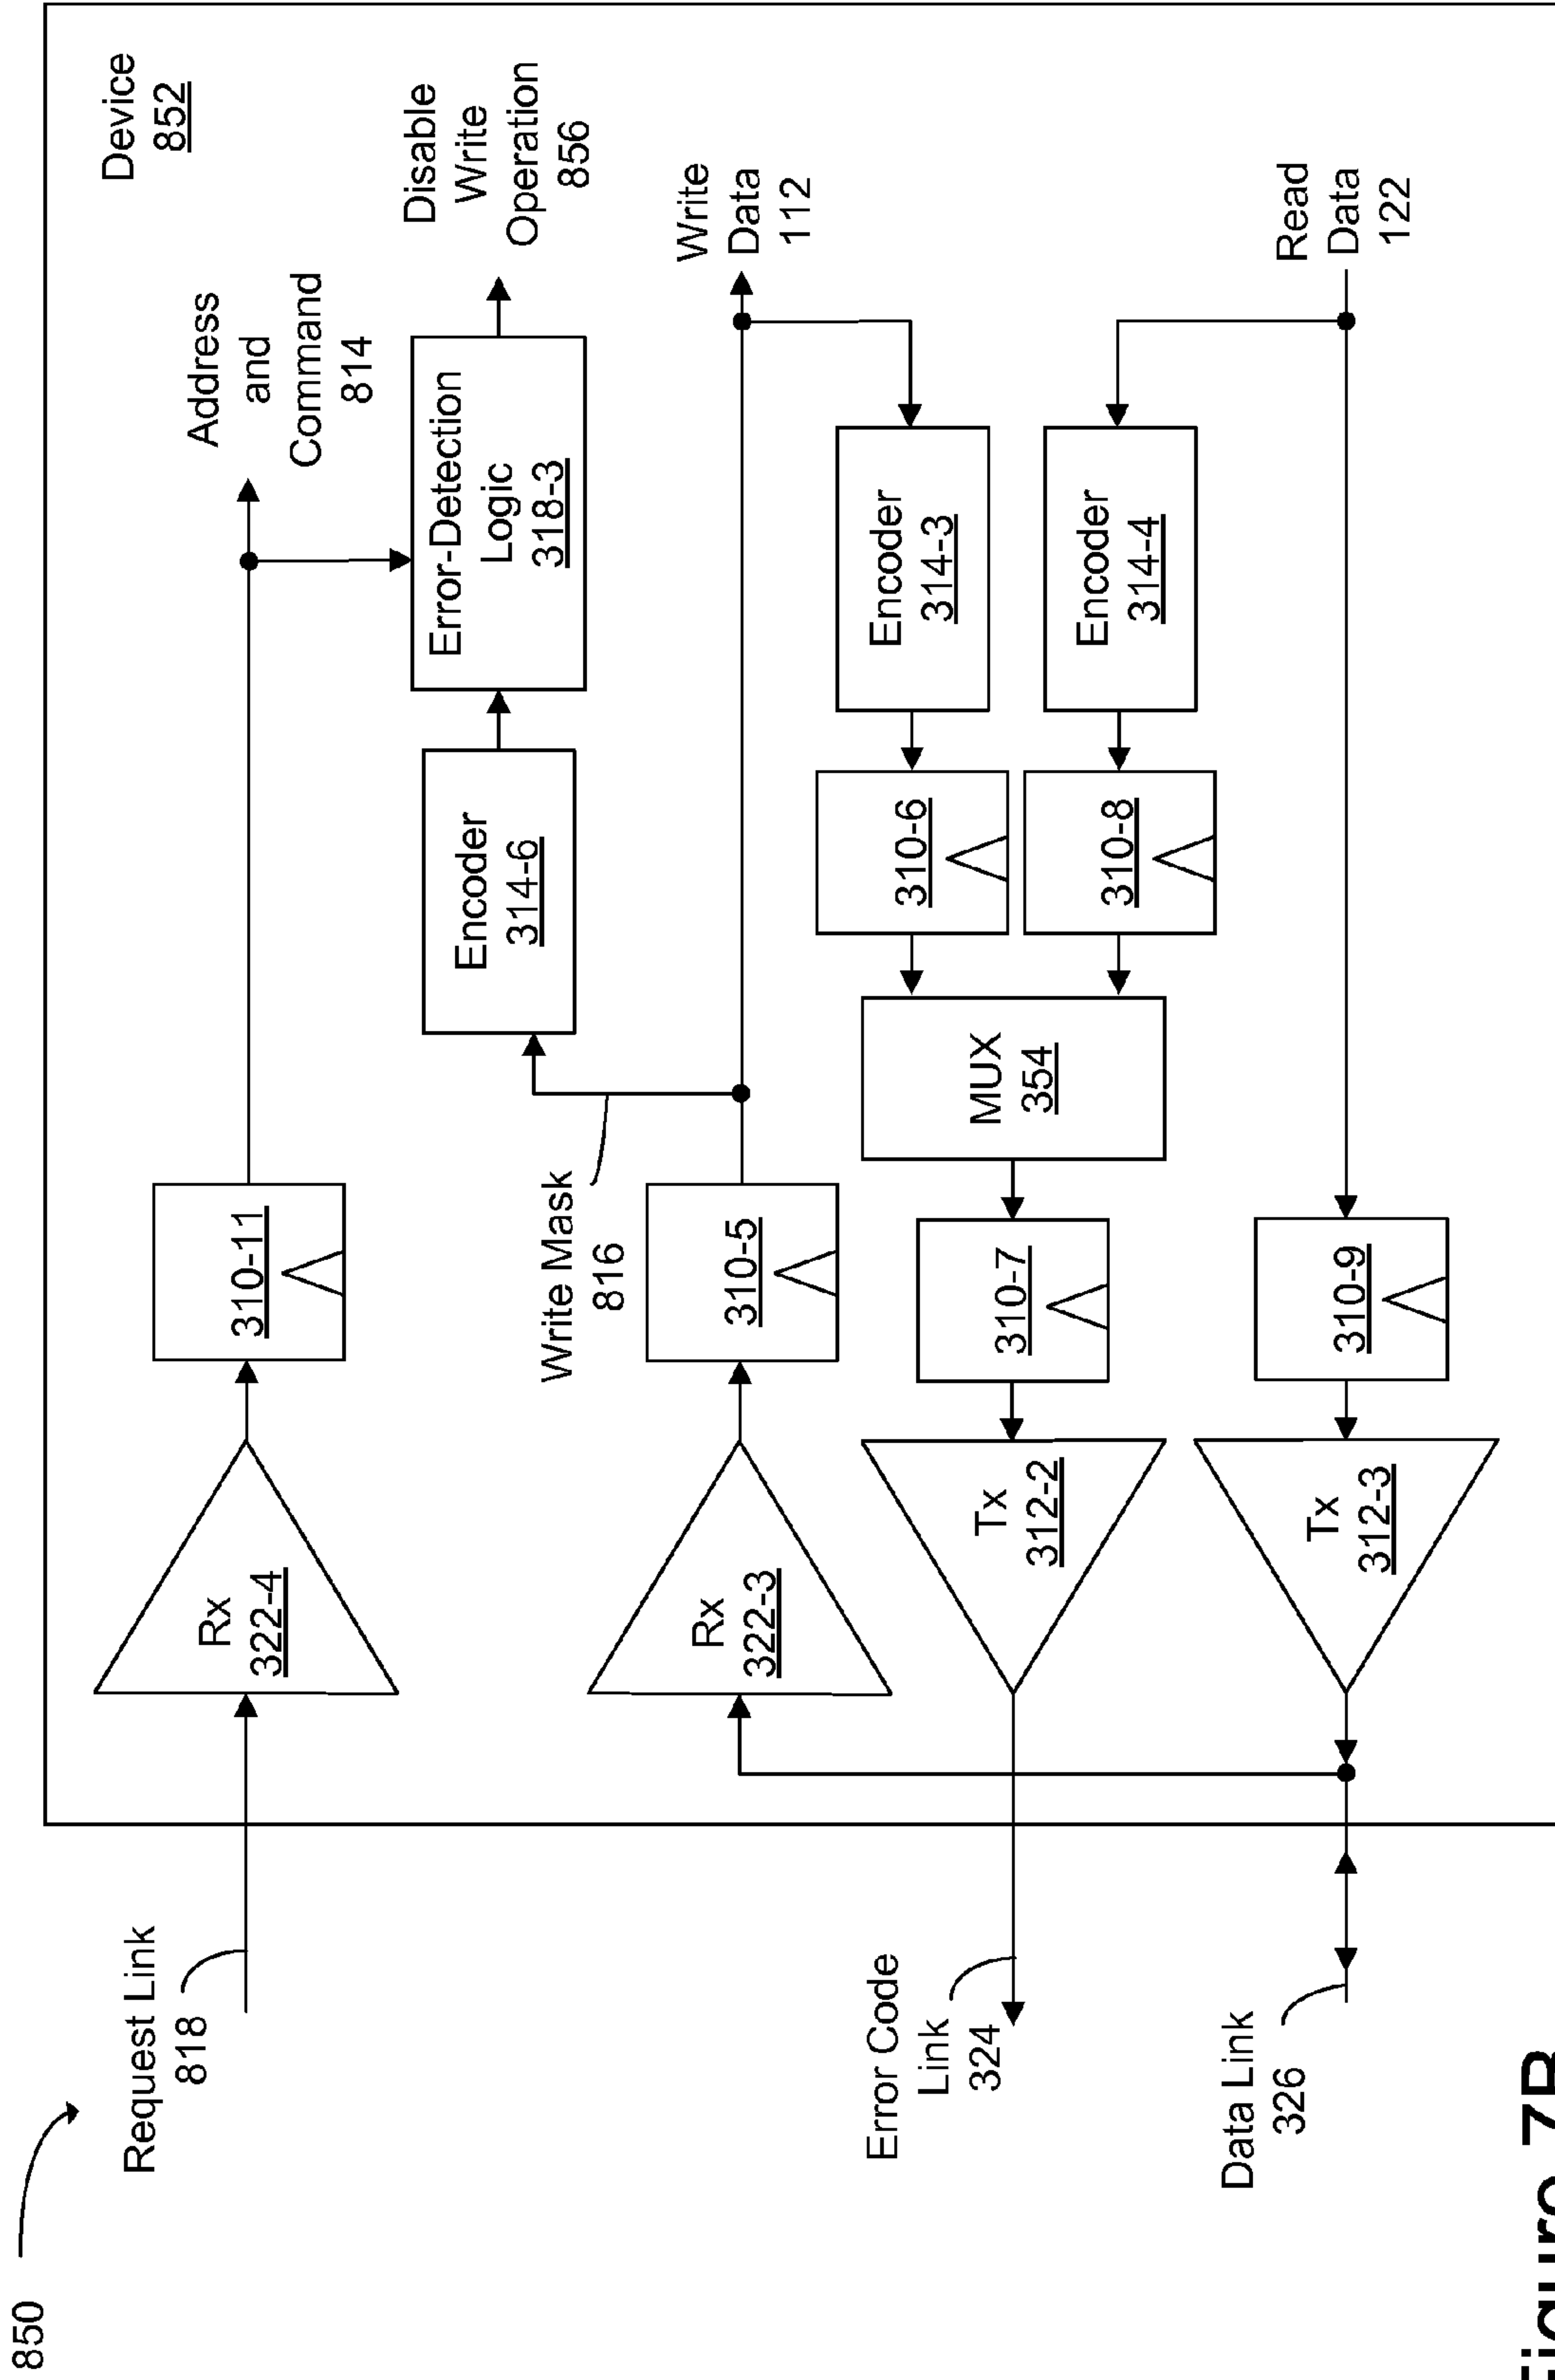 850
Request Link
818
Rx
322-4
310-11
Address
and
Command
814
Device
852
Encoder
314-6
Error-Detection
Logic
318-3
Disable
Write
Operation
856
Write Mask
816
Rx
322-3
310-5
Write
Data
112
Error Code
Link
324
Tx
312-2
310-7
MUX
354
310-6
Encoder
314-3
310-8
Encoder
314-4
Data Link
326
Tx
312-3
310-9
Read
Data
122
Figure 7B